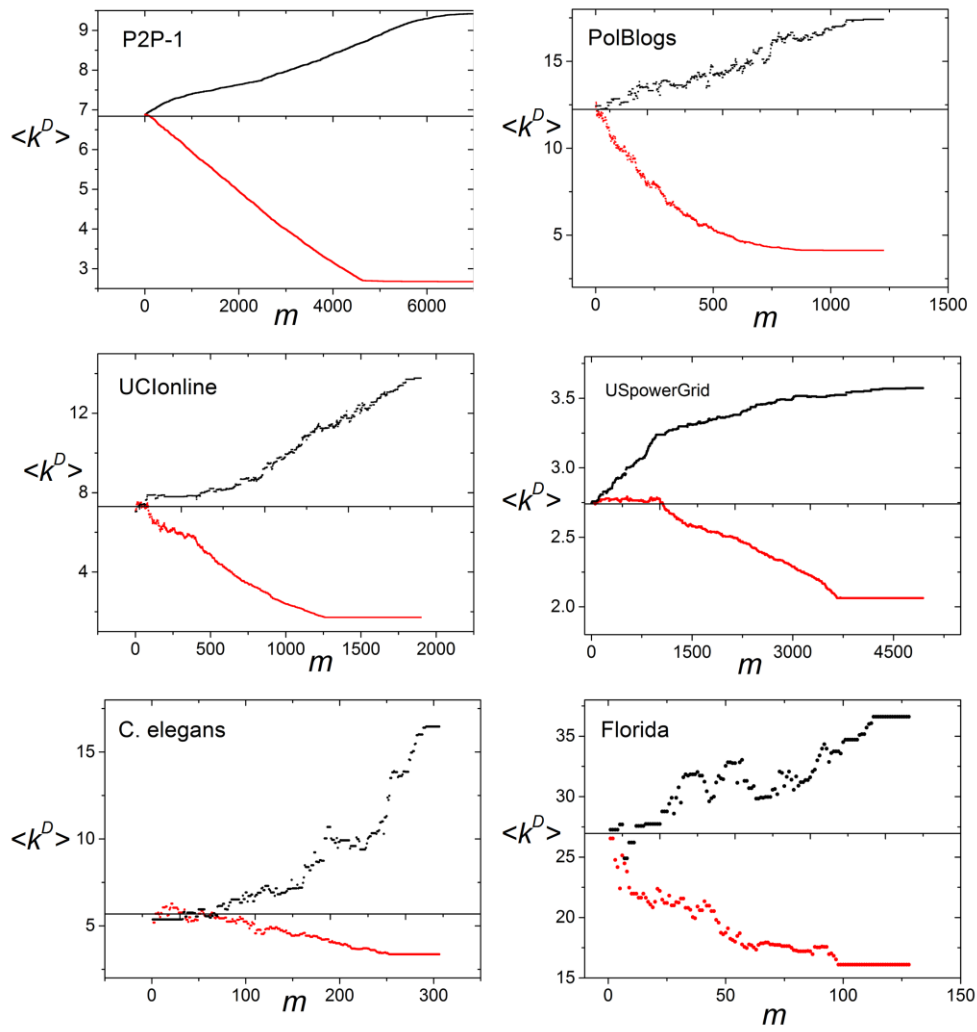 P2P-1
9
8
7
6
5
4
3
<k^D>
0 2000 4000 6000
m
PolBlogs
15
10
5
<k^D>
0 500 1000 1500
m
UCIonline
12
8
4
<k^D>
0 500 1000 1500 2000
m
USpowerGrid
3.5
3.0
2.5
2.0
<k^D>
0 1500 3000 4500
m
C. elegans
15
10
5
<k^D>
0 100 200 300
m
Florida
35
30
25
20
15
<k^D>
0 50 100 150
m